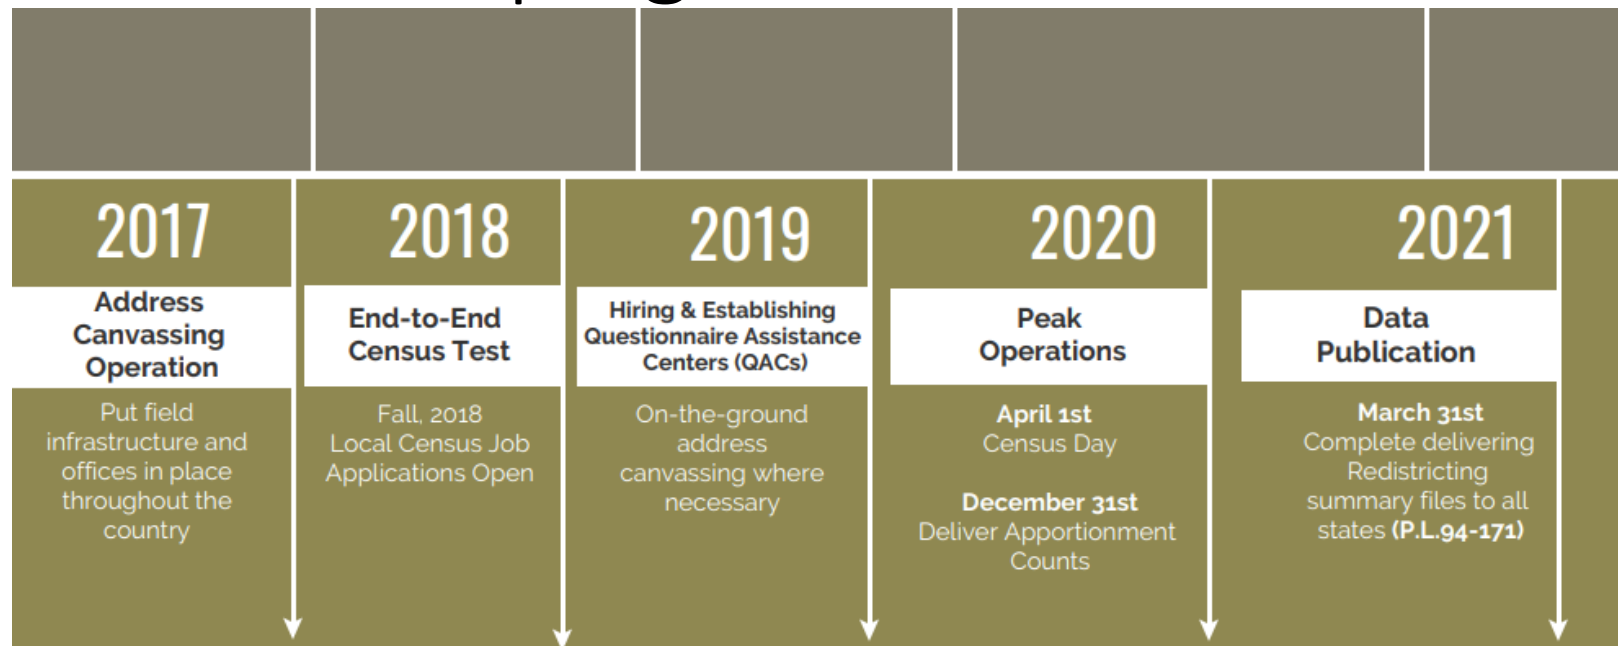 2017
Address
Canvassing
Operation
Put field
infrastructure and
offices in place
throughout the
country
2018
End-to-End
Census Test
Fall, 2018
Local Census Job
Applications Open
2019
Hiring & Establishing
Questionnaire Assistance
Centers (QACs)
On-the-ground
address
canvassing where
necessary
2020
Peak
Operations
April 1st
Census Day
December 31st
Deliver Apportionment
Counts
2021
Data
Publication
March 31st
Complete delivering
Redistricting
summary files to all
states (P.L.94-171)